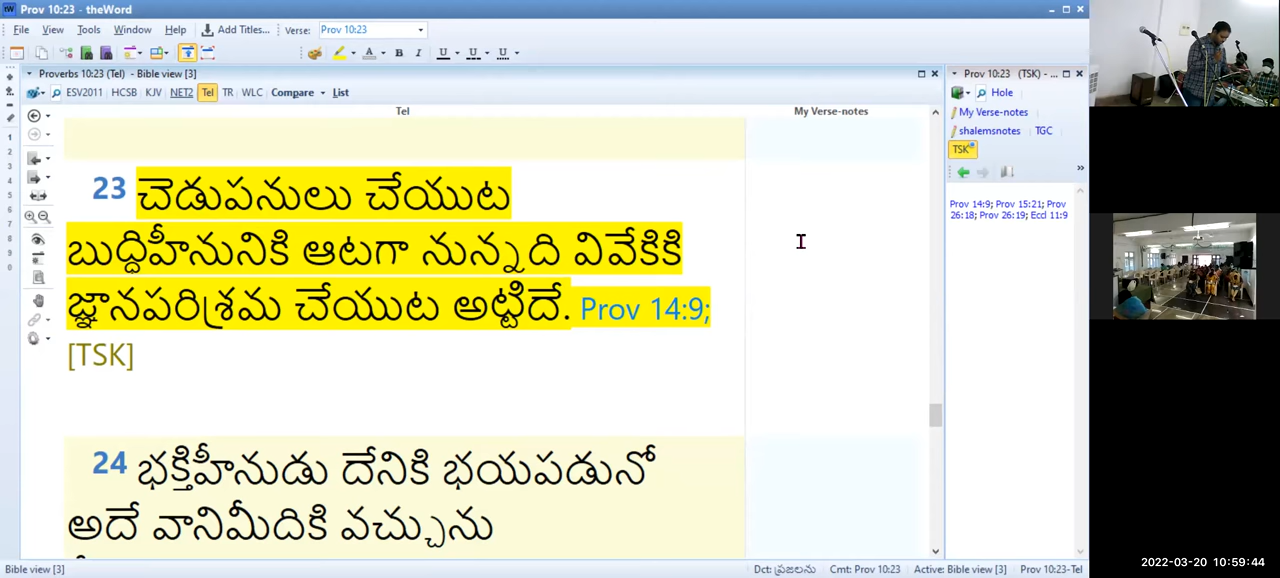 Prov 10:23 - theWord
File View Tools Window Help Add Titles... Verse: Prov 10:23
Proverbs 10:23 (Tel) - Bible view [3]
ESV2011 HCSB KJV NET2 Tel TR WLC Compare List
Tel My Verse-notes
23 చెడుపనులు చేయుట
బుద్ధిహీనునికి ఆటగా నున్నది వివేకికి
జ్ఞానపరిశ్రమ చేయుట అట్టిదే. Prov 14:9;
[TSK]
24 భక్తిహీనుడు దేనికి భయపడునో
అదే వానిమీదికి వచ్చును
Prov 10:23 (TSK) - ...
Hole
My Verse-notes
shalemsnotes TGC
TSK
Prov 14:9; Prov 15:21; Prov
26:18; Prov 26:19; Eccl 11:9
Bible view [3] Dct: ప్రజలను Cmt: Prov 10:23 Active: Bible view [3] Prov 10:23-Tel
2022-03-20 10:59:44